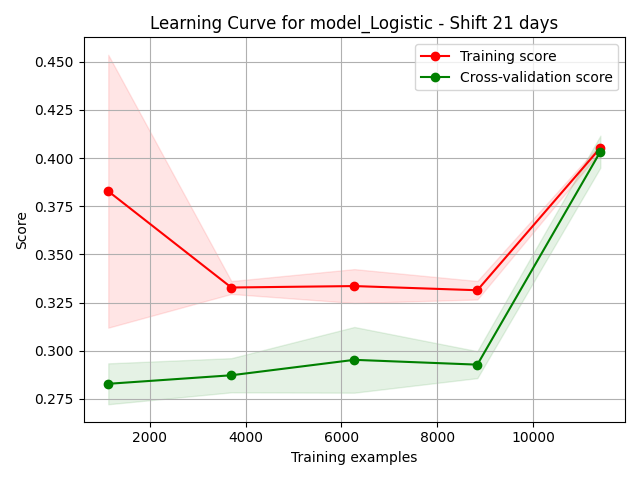 Learning Curve for model_Logistic - Shift 21 days
Training score
Cross-validation score
Score
0.450
0.425
0.400
0.375
0.350
0.325
0.300
0.275
2000
4000
6000
8000
10000
Training examples